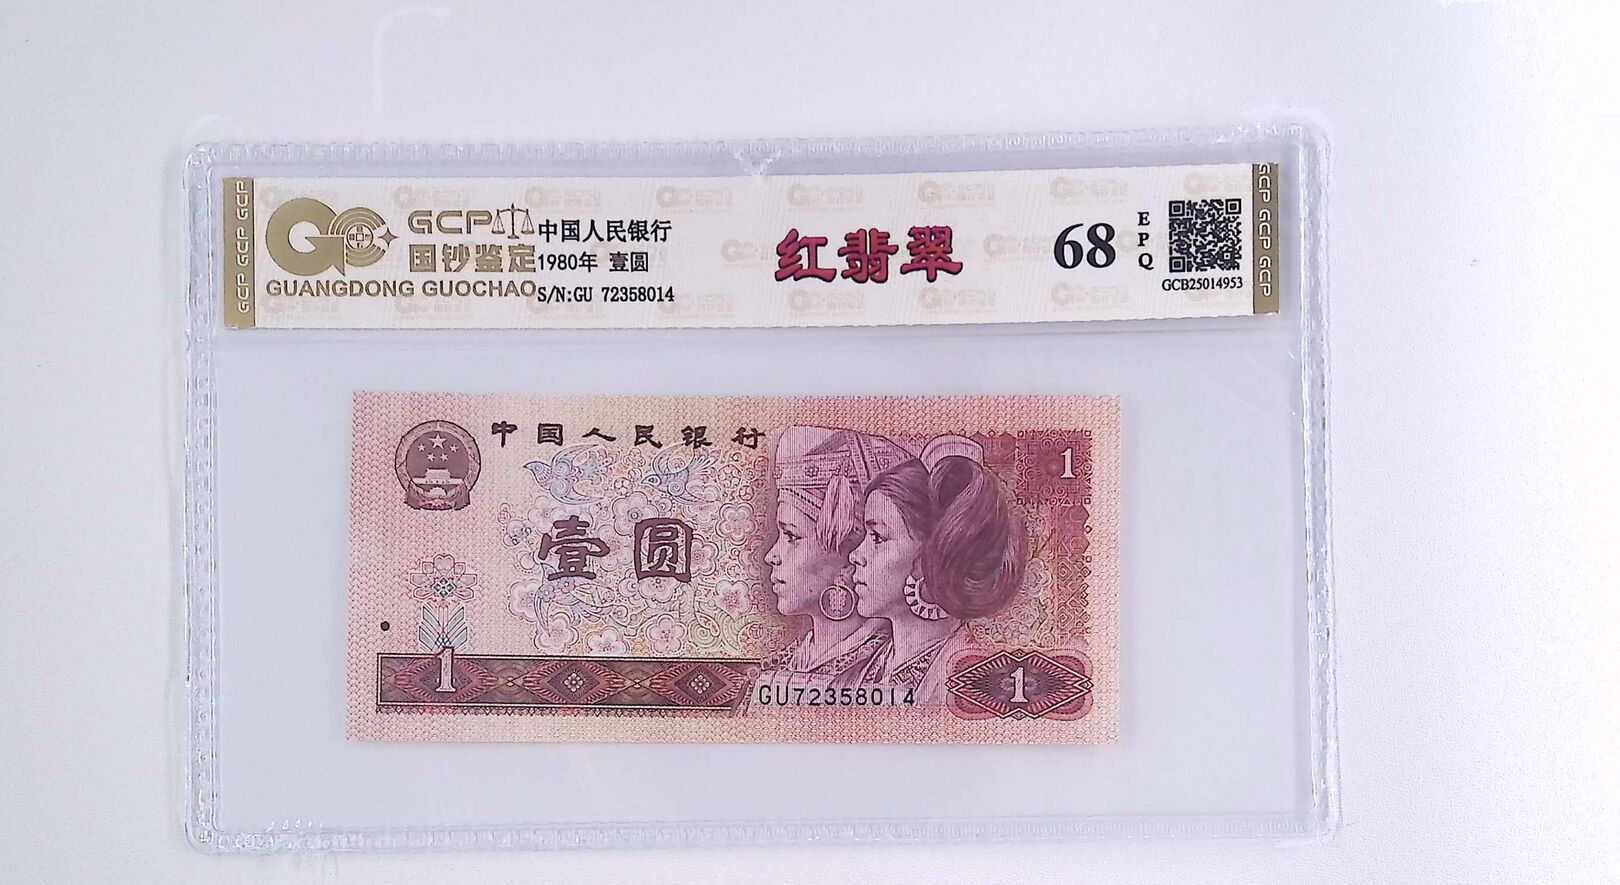 GCP GCP GCP
GCP
国钞鉴定
GUANGDONG GUOCHAO
中国人民银行
1980年 壹圆
S/N:GU 72358014
红翡翠
68
EPQ
GCB25014953
GCP GCP GCP
中国人民银行
1
壹圆
1
GU72358014
1